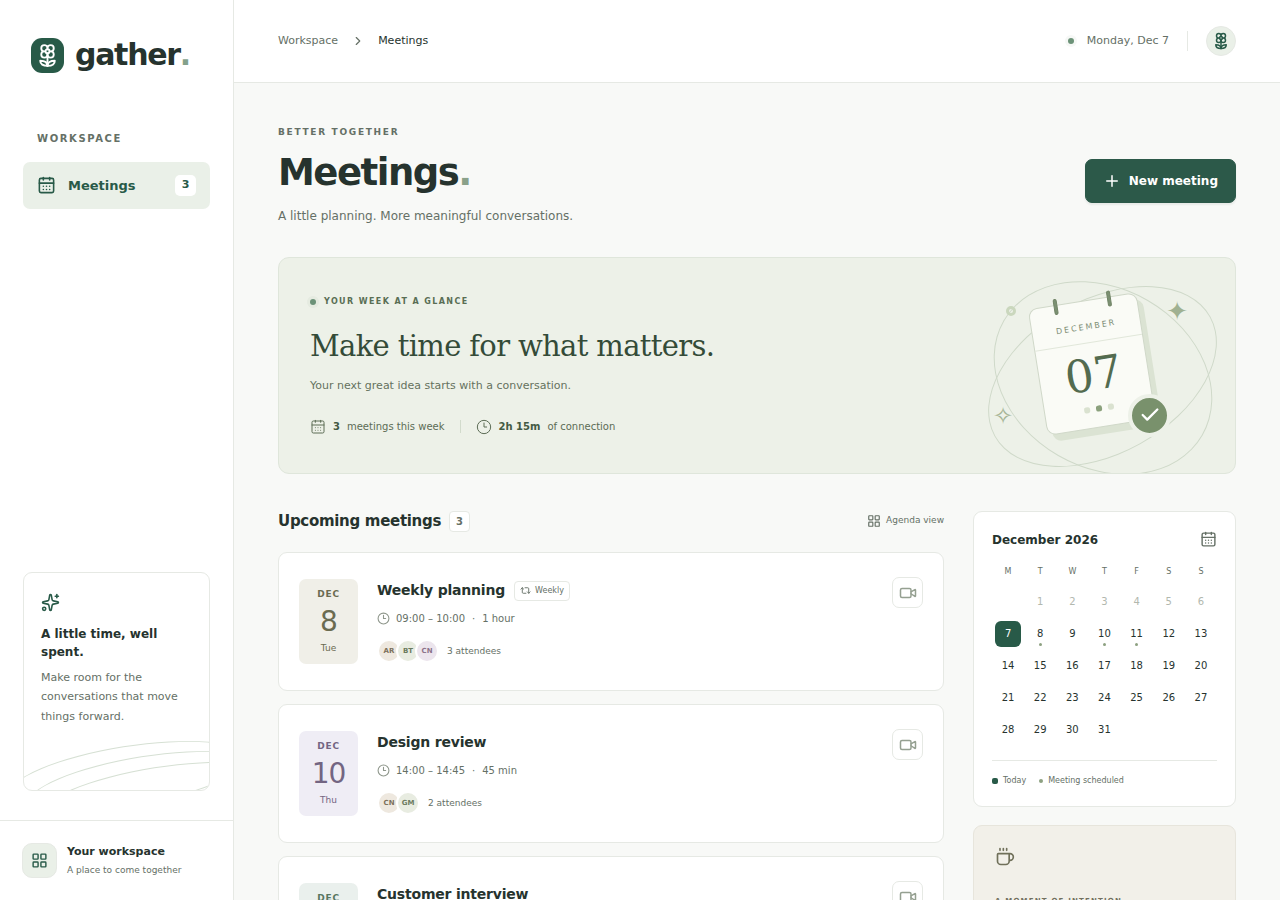 gather.
WORKSPACE
Meetings 3
A little time, well
spent.
Make room for the
conversations that move
things forward.
Your workspace
A place to come together
Workspace > Meetings
Monday, Dec 7
BETTER TOGETHER
Meetings.
A little planning. More meaningful conversations.
New meeting
YOUR WEEK AT A GLANCE
Make time for what matters.
Your next great idea starts with a conversation.
3 meetings this week
2h 15m of connection
DECEMBER
07
Upcoming meetings 3
Agenda view
DEC
8
Tue
Weekly planning Weekly
09:00 – 10:00 · 1 hour
AR BT CN 3 attendees
DEC
10
Thu
Design review
14:00 – 14:45 · 45 min
CN GM 2 attendees
DEC
Customer interview
December 2026
M T W T F S S
1 2 3 4 5 6
7 8 9 10 11 12 13
14 15 16 17 18 19 20
21 22 23 24 25 26 27
28 29 30 31
Today Meeting scheduled
A MOMENT OF INTENTION